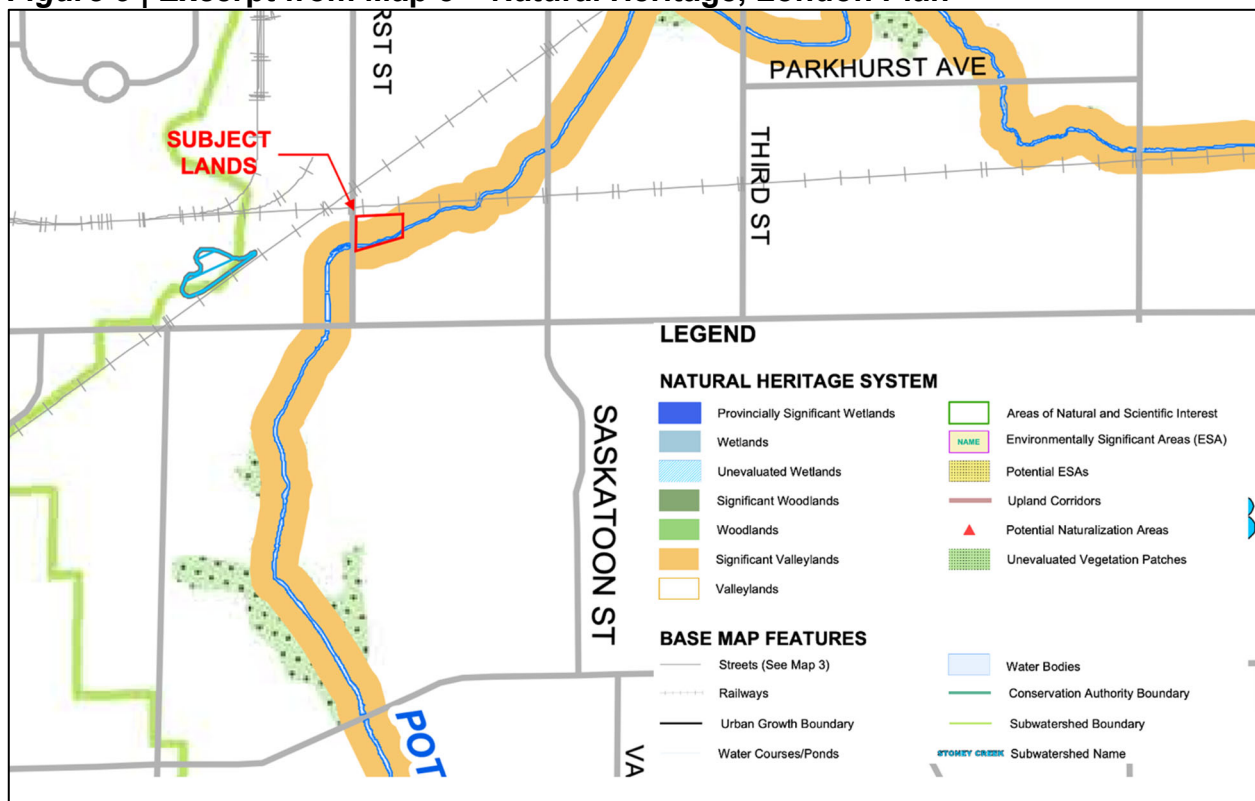 RST ST
PARKHURST AVE
SUBJECT
LANDS
THIRD ST
SASKATOON ST
POT
VA
LEGEND
NATURAL HERITAGE SYSTEM
Provincially Significant Wetlands
Wetlands
Unevaluated Wetlands
Significant Woodlands
Woodlands
Significant Valleylands
Valleylands
Areas of Natural and Scientific Interest
NAME Environmentally Significant Areas (ESA)
Potential ESAs
Upland Corridors
Potential Naturalization Areas
Unevaluated Vegetation Patches
BASE MAP FEATURES
Streets (See Map 3)
Railways
Urban Growth Boundary
Water Courses/Ponds
Water Bodies
Conservation Authority Boundary
Subwatershed Boundary
STONEY CREEK Subwatershed Name